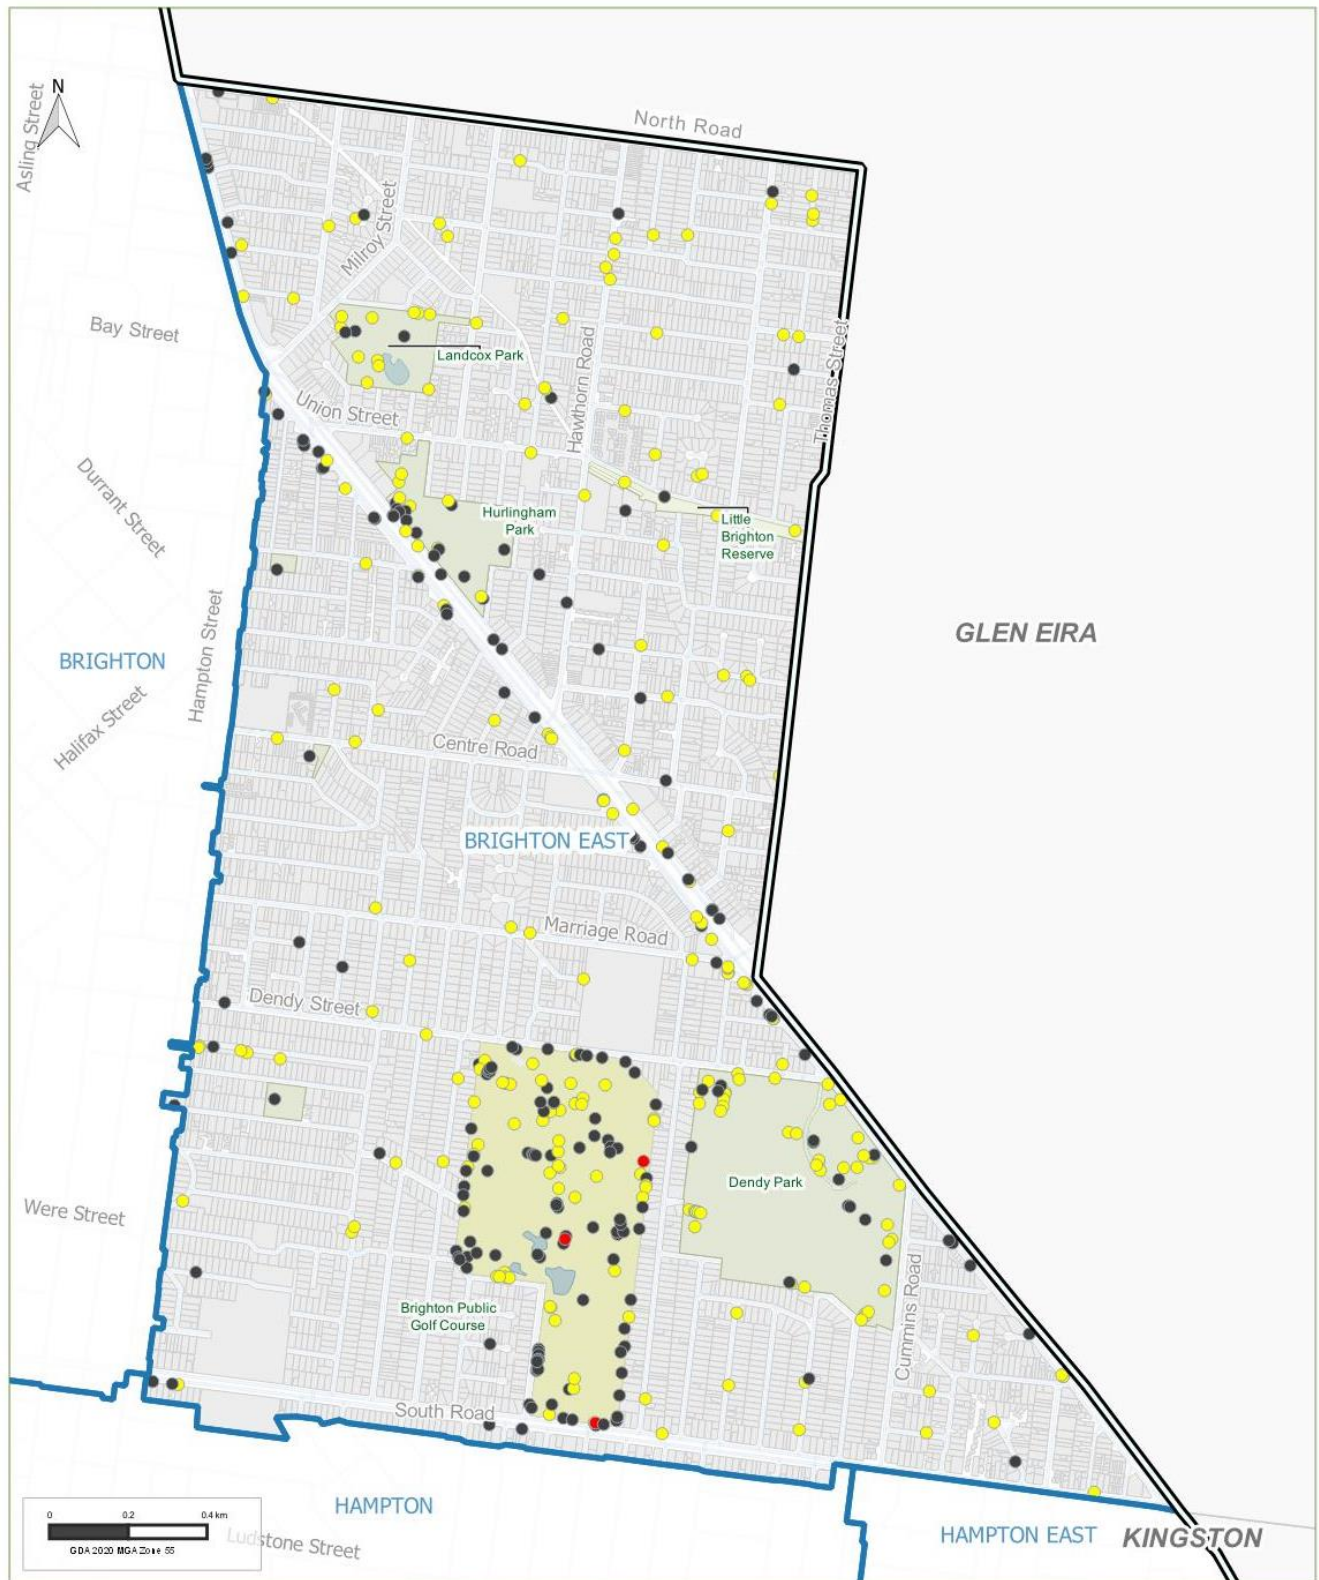 N
Asling Street
North Road
Milroy Street
Bay Street
Landcox Park
Hawthorn Road
Thomas Street
Union Street
Durrant Street
Hurlingham
Park
Little
Brighton
Reserve
Hampton Street
GLEN EIRA
BRIGHTON
Halifax Street
Centre Road
BRIGHTON EAST
Marriage Road
Dendy Street
Dendy Park
Were Street
Brighton Public
Golf Course
Cummins Road
South Road
HAMPTON
HAMPTON EAST
KINGSTON
0 0.2 0.4 km
GDA 2020 MGA Zone 55
Ludstone Street